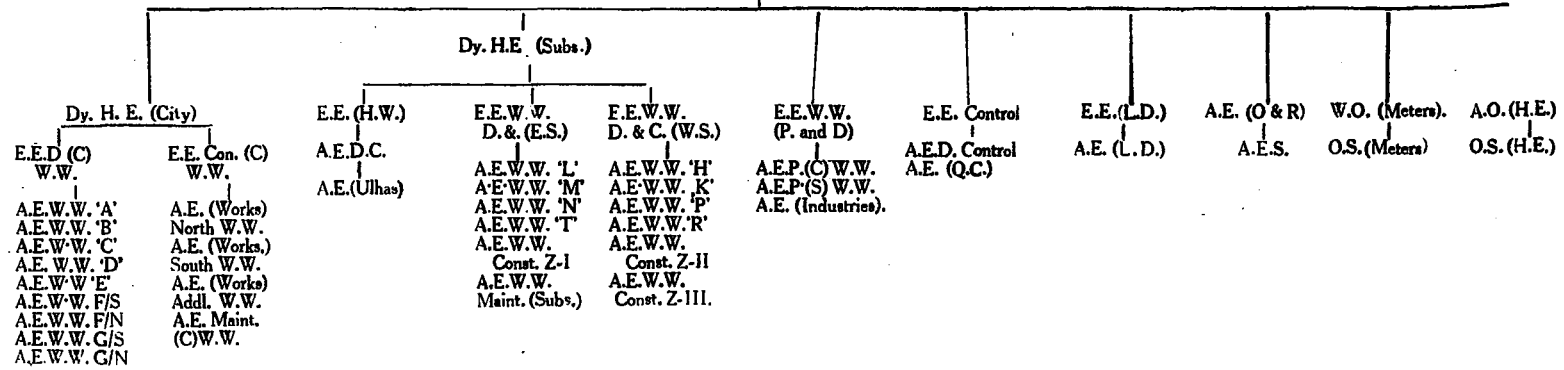 Dy. H.E. (Subs.)
Dy. H. E. (City)
E.E.D (C)
W.W.
A.E.W.W. 'A'
A.E.W.W. 'B'
A.E.W.W. 'C'
A.E. W.W. 'D'
A.E.W.W 'E'
A.E.W.W. F/S
A.E.W.W. F/N
A.E.W.W. G/S
A.E.W.W. G/N
E.E. Con. (C)
W.W.
A.E. (Works)
North W.W.
A.E. (Works.)
South W.W.
A.E. (Works)
Addl. W.W.
A.E. Maint.
(C)W.W.
E.E. (H.W.)
A.E.D.C.
A.E.(Ulhas)
E.E.W.W.
D.&. (E.S.)
A.E.W.W. 'L'
A.E.W.W. 'M'
A.E.W.W. 'N'
A.E.W.W. 'T'
A.E.W.W.
Const. Z-I
A.E.W.W.
Maint. (Subs.)
E.E.W.W.
D. & C. (W.S.)
A.E.W.W. 'H'
A.E.W.W. 'K'
A.E.W.W. 'P'
A.E.W.W.'R'
A.E.W.W.
Const. Z-II
A.E.W.W.
Const. Z-III.
E.E.W.W.
(P. and D)
A.E.P.(C) W.W.
A.E.P.(S) W.W.
A.E. (Industries).
E.E. Control
A.E.D. Control
A.E. (Q.C.)
E.E.(L.D.)
A.E. (L.D.)
A.E. (O & R)
A.E.S.
W.O. (Meters).
O.S.(Meters)
A.O.(H.E.)
O.S.(H.E.)